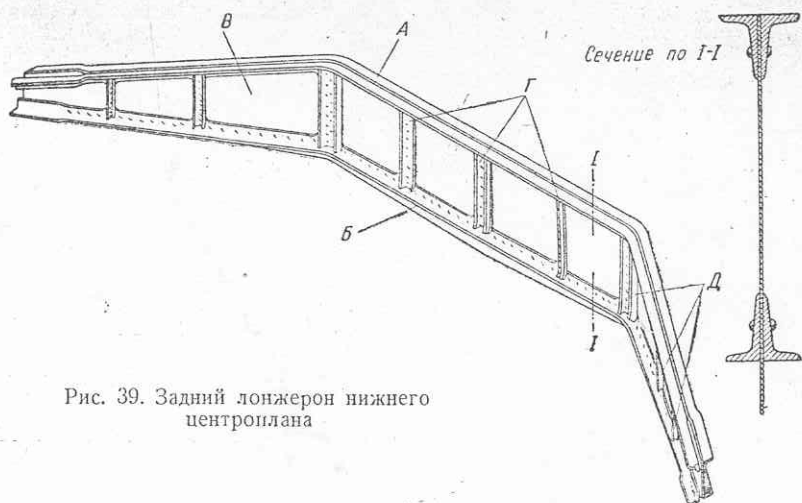 В
А
Сечение по I-I
Г
I
Б
Д
I
Рис. 39. Задний лонжерон нижнего
центроплана